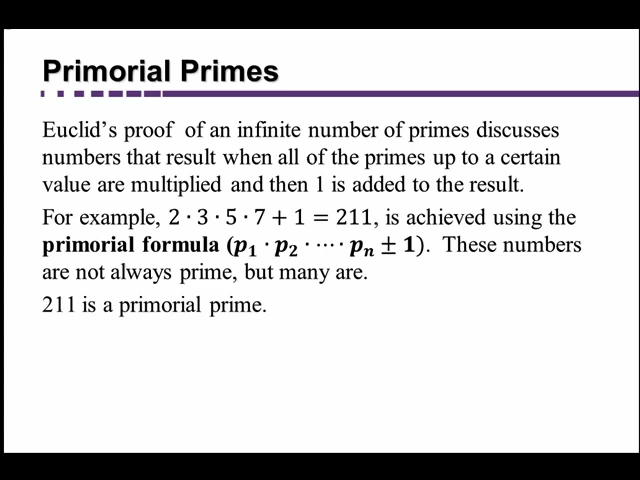 Primorial Primes
Euclid’s proof of an infinite number of primes discusses
numbers that result when all of the primes up to a certain
value are multiplied and then 1 is added to the result.
For example, 2 · 3 · 5 · 7 + 1 = 211, is achieved using the
primorial formula (p₁ · p₂ · ⋯ · pₙ ± 1). These numbers
are not always prime, but many are.
211 is a primorial prime.